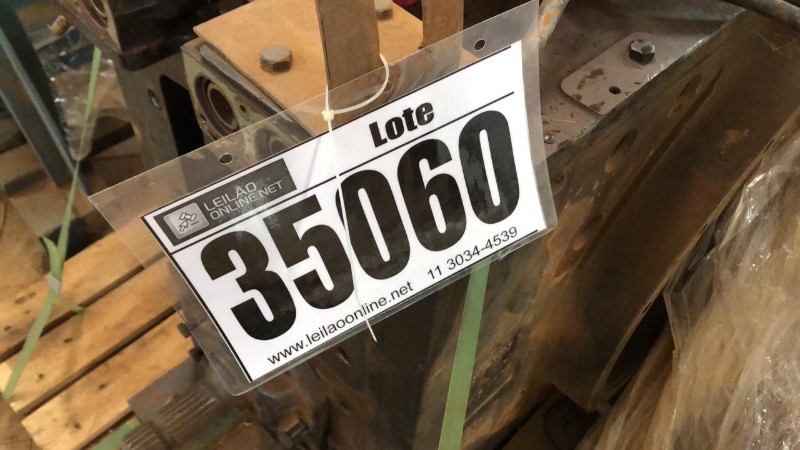 Lote
LEILÃO
ONLINE.NET
35060
www.leilaoonline.net 11 3034-4539